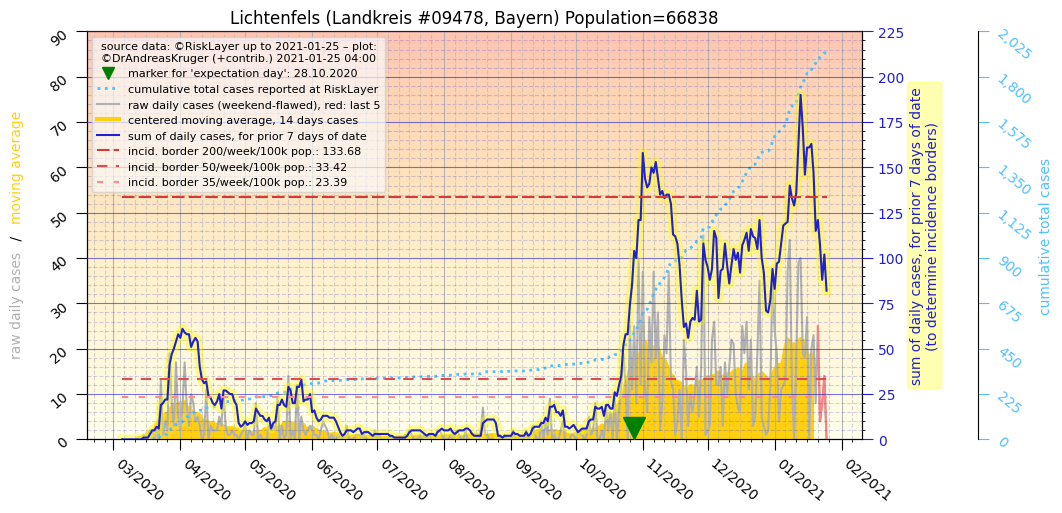 Lichtenfels (Landkreis #09478, Bayern) Population=66838
source data: ©RiskLayer up to 2021-01-25 – plot:
©DrAndreasKruger (+contrib.) 2021-01-25 04:00
marker for 'expectation day': 28.10.2020
cumulative total cases reported at RiskLayer
raw daily cases (weekend-flawed), red: last 5
centered moving average, 14 days cases
sum of daily cases, for prior 7 days of date
incid. border 200/week/100k pop.: 133.68
incid. border 50/week/100k pop.: 33.42
incid. border 35/week/100k pop.: 23.39
raw daily cases / moving average
90
80
70
60
50
40
30
20
10
0
03/2020
04/2020
05/2020
06/2020
07/2020
08/2020
09/2020
10/2020
11/2020
12/2020
01/2021
02/2021
225
200
175
150
125
100
75
50
25
0
sum of daily cases, for prior 7 days of date
(to determine incidence borders)
2,025
1,800
1,575
1,350
1,125
900
675
450
225
0
cumulative total cases